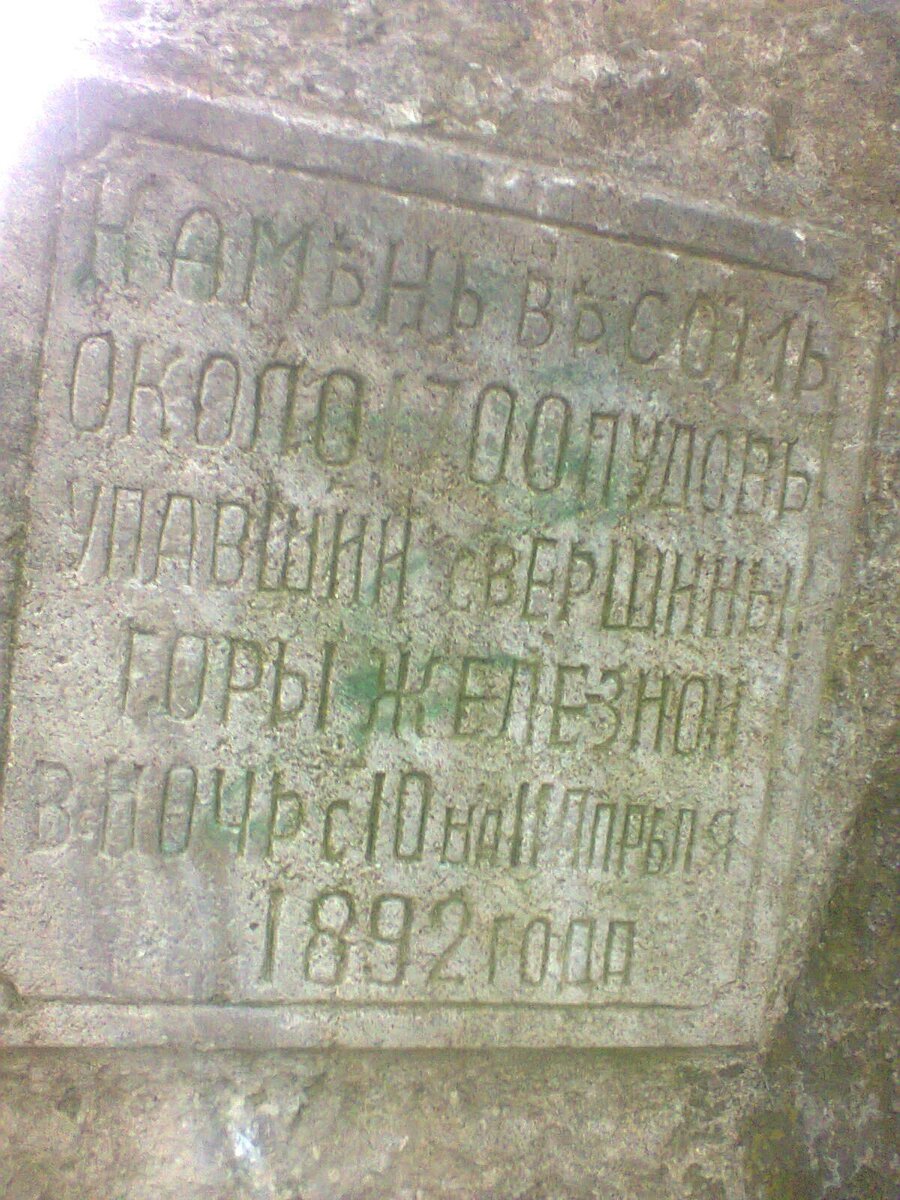 КАМѢНЬ ВѢСОМЪ
ОКОЛО 1700 ПУДОВЪ
УПАВШИЙ С ВЕРШИНЫ
ГОРЫ ЖЕЛЕЗНОЙ
В НОЧЬ С 10 на 11 АПРѢЛЯ
1892 ГОДА